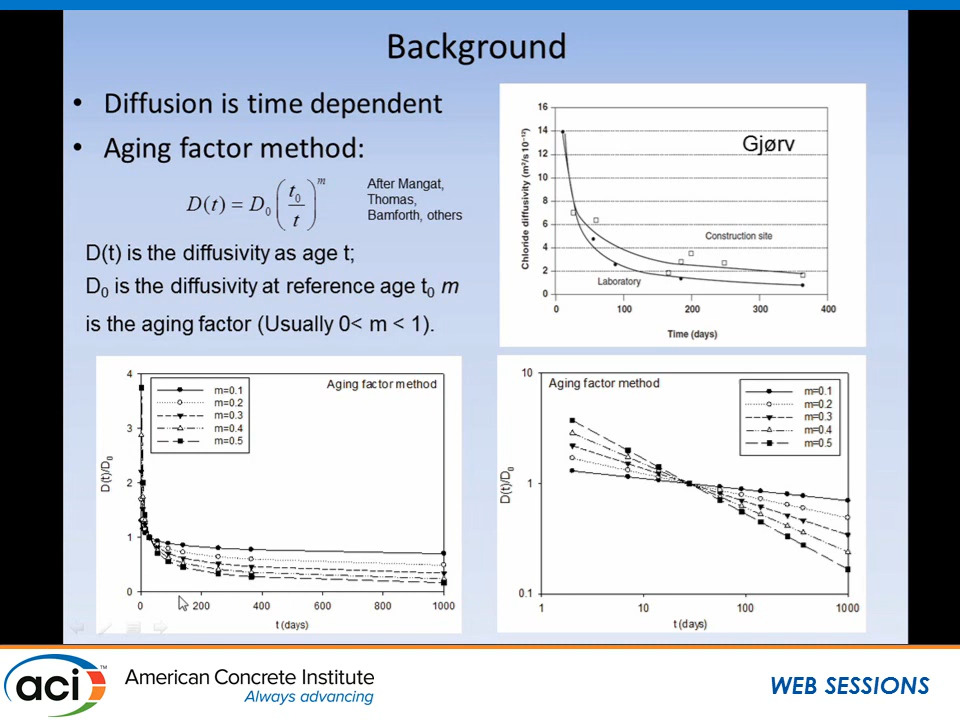 Background
• Diffusion is time dependent
• Aging factor method:
D(t) = D₀ (t₀/t)ᵐ
After Mangat,
Thomas,
Bamforth, others
D(t) is the diffusivity as age t;
D₀ is the diffusivity at reference age t₀ m
is the aging factor (Usually 0< m < 1).
Gjørv
Chloride diffusivity (m²/s 10⁻¹²)
16
14
12
10
8
6
4
2
0
Construction site
Laboratory
0 100 200 300 400
Time (days)
Aging factor method
m=0.1
m=0.2
m=0.3
m=0.4
m=0.5
D(t)/D₀
4
3
2
1
0
0 200 400 600 800 1000
t (days)
Aging factor method
m=0.1
m=0.2
m=0.3
m=0.4
m=0.5
D(t)/D₀
10
1
0.1
1 10 100 1000
t (days)
aci™
American Concrete Institute
Always advancing
WEB SESSIONS